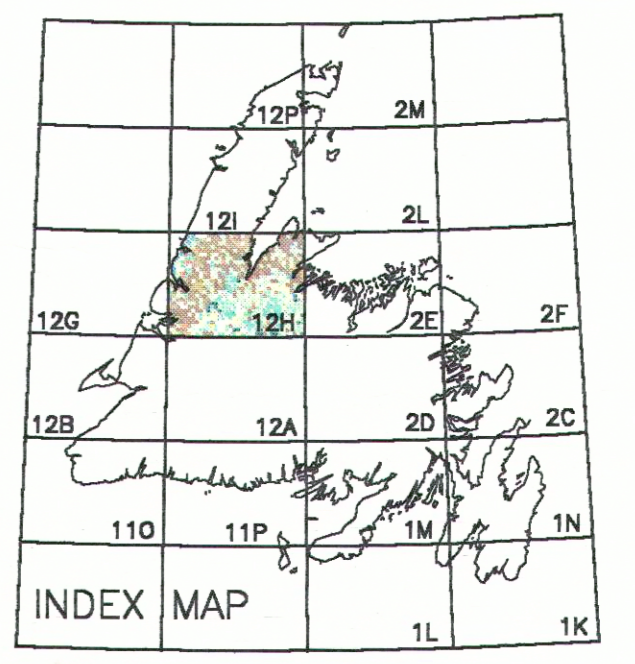 12P 2M
12I 2L
12G 12H 2E 2F
12B 12A 2D 2C
11O 11P 1M 1N
INDEX MAP
1L 1K